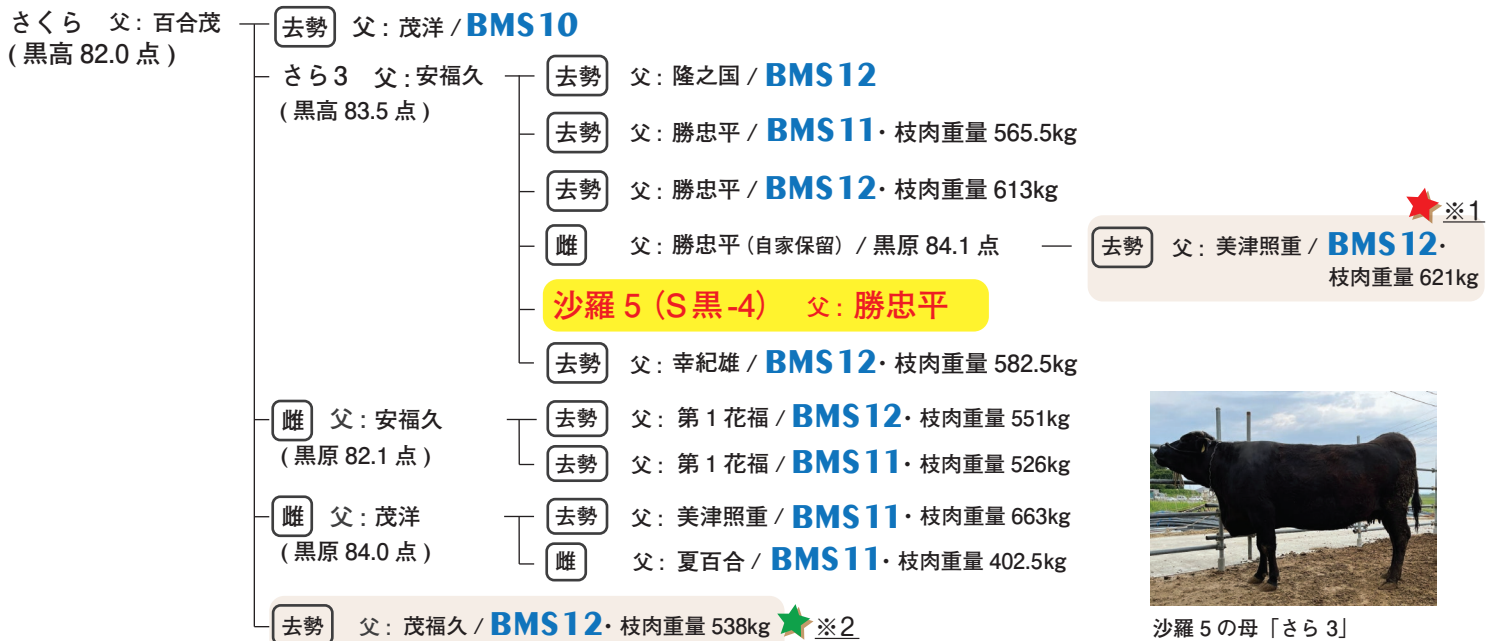 さくら 父：百合茂
(黒高 82.0 点)
去勢 父：茂洋 / BMS10
さら3 父：安福久
(黒高 83.5 点)
去勢 父：隆之国 / BMS12
去勢 父：勝忠平 / BMS11・枝肉重量 565.5kg
去勢 父：勝忠平 / BMS12・枝肉重量 613kg
雌 父：勝忠平（自家保留）/ 黒原 84.1 点
★※1
去勢 父：美津照重 / BMS12・
枝肉重量 621kg
沙羅 5（S黒-4） 父：勝忠平
去勢 父：幸紀雄 / BMS12・枝肉重量 582.5kg
雌 父：安福久
(黒原 82.1 点)
去勢 父：第1花福 / BMS12・枝肉重量 551kg
去勢 父：第1花福 / BMS11・枝肉重量 526kg
雌 父：茂洋
(黒原 84.0 点)
去勢 父：美津照重 / BMS11・枝肉重量 663kg
雌 父：夏百合 / BMS11・枝肉重量 402.5kg
去勢 父：茂福久 / BMS12・枝肉重量 538kg ★※2
沙羅 5 の母「さら 3」